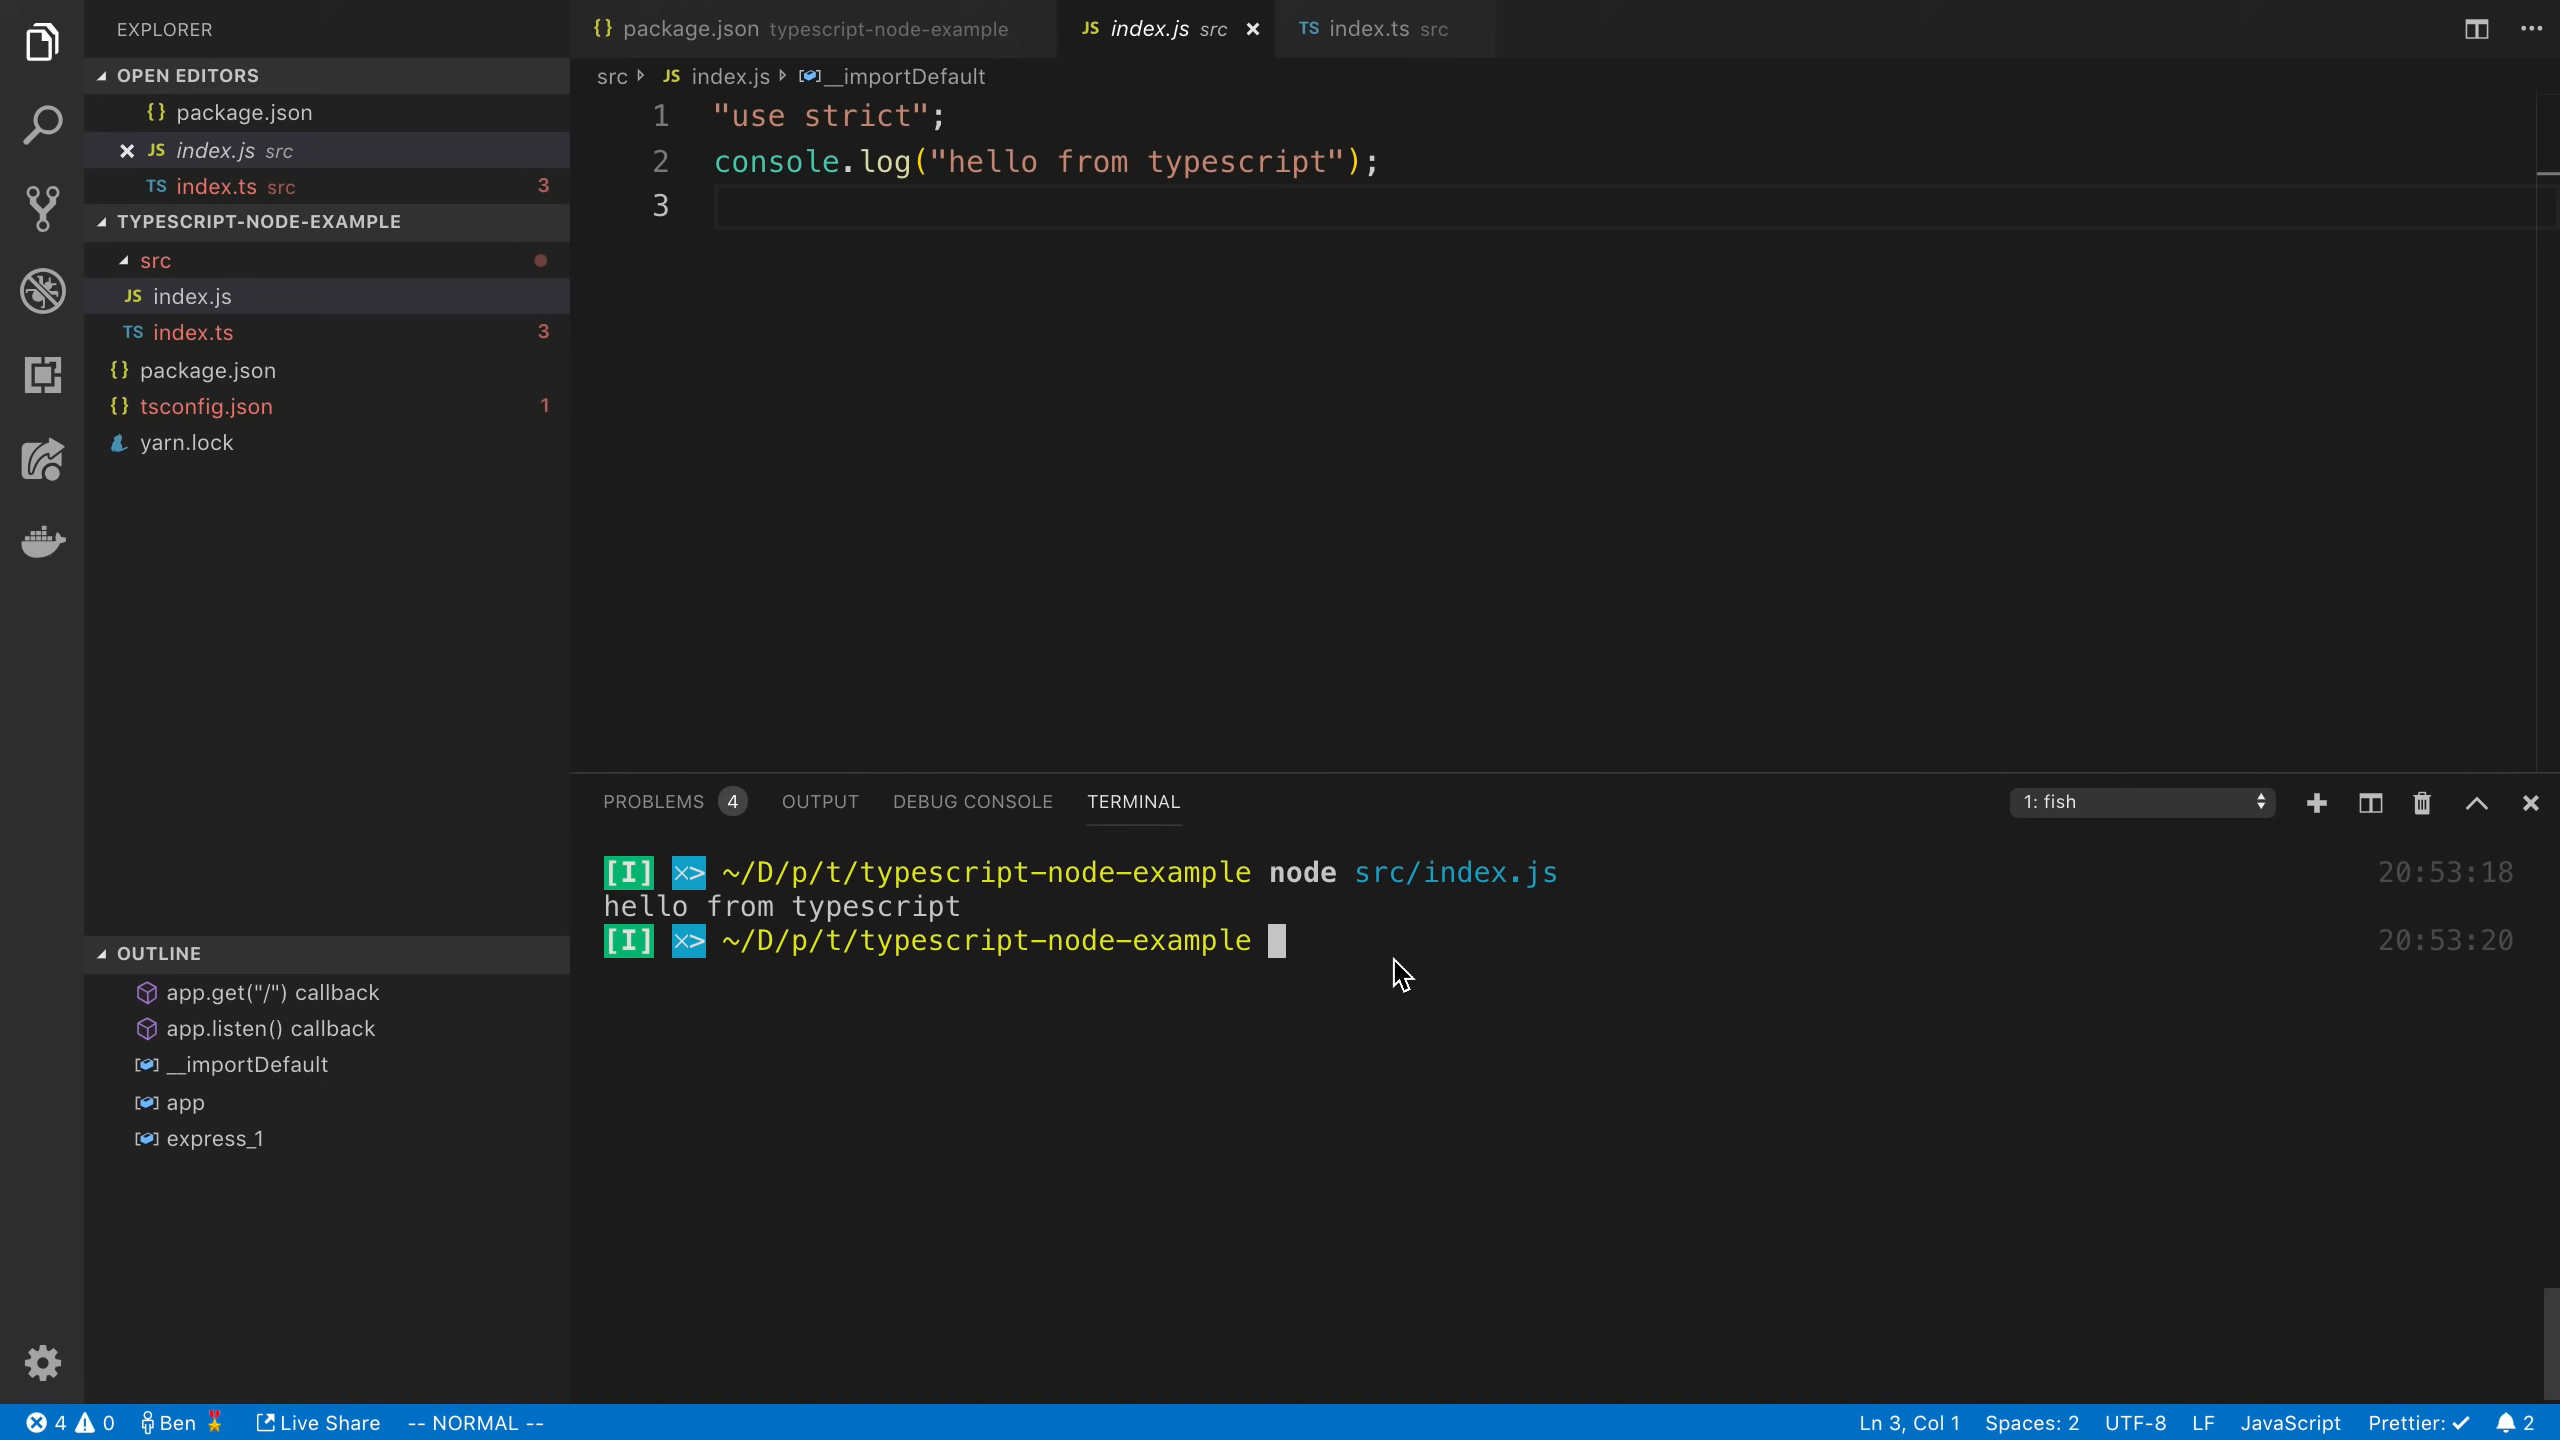 EXPLORER
OPEN EDITORS
{} package.json
JS index.js src
TS index.ts src 3
TYPESCRIPT-NODE-EXAMPLE
src
JS index.js
TS index.ts 3
{} package.json
{} tsconfig.json 1
yarn.lock
OUTLINE
app.get("/") callback
app.listen() callback
__importDefault
app
express_1
{} package.json typescript-node-example JS index.js src TS index.ts src
src JS index.js __importDefault
1 "use strict";
2 console.log("hello from typescript");
3
PROBLEMS 4 OUTPUT DEBUG CONSOLE TERMINAL 1: fish
[I] ×> ~/D/p/t/typescript-node-example node src/index.js 20:53:18
hello from typescript
[I] ×> ~/D/p/t/typescript-node-example 20:53:20
4 0 Ben Live Share -- NORMAL -- Ln 3, Col 1 Spaces: 2 UTF-8 LF JavaScript Prettier: ✓ 2